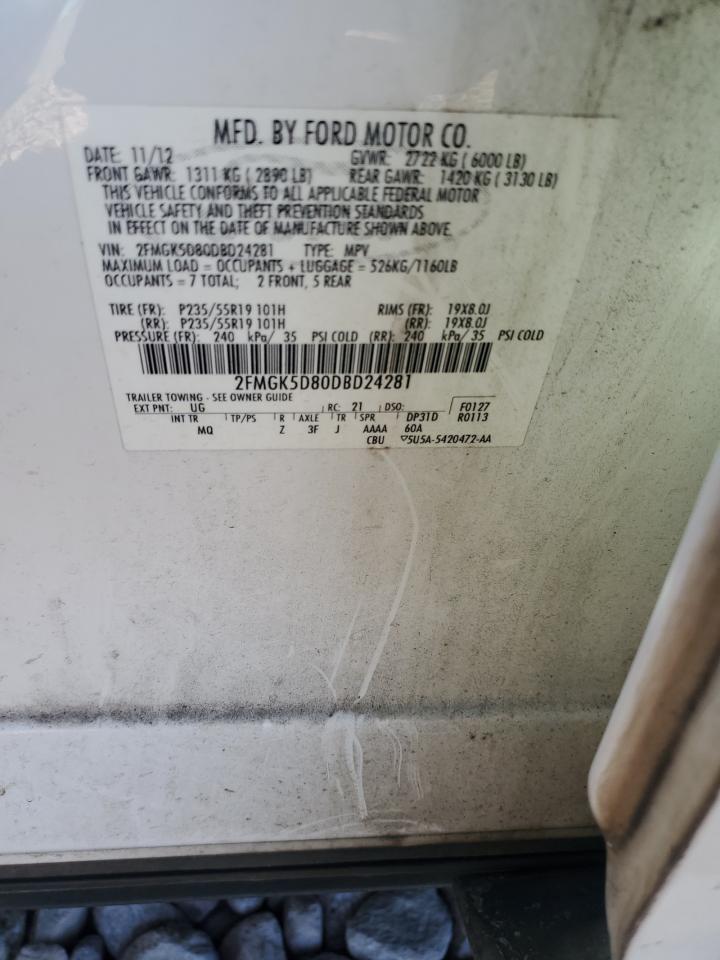 MFD. BY FORD MOTOR CO.
DATE: 11/12 GVWR: 2722 KG ( 6000 LB)
FRONT GAWR: 1311 KG ( 2890 LB) REAR GAWR: 1420 KG ( 3130 LB)
THIS VEHICLE CONFORMS TO ALL APPLICABLE FEDERAL MOTOR
VEHICLE SAFETY AND THEFT PREVENTION STANDARDS
IN EFFECT ON THE DATE OF MANUFACTURE SHOWN ABOVE.
VIN: 2FMGK5D80DBD24281 TYPE: MPV
MAXIMUM LOAD = OCCUPANTS + LUGGAGE = 526KG/1160LB
OCCUPANTS = 7 TOTAL; 2 FRONT, 5 REAR
TIRE (FR): P235/55R19 101H RIMS (FR): 19X8.0J
(RR): P235/55R19 101H (RR): 19X8.0J
PRESSURE (FR): 240 kPa/ 35 PSI COLD (RR): 240 kPa/ 35 PSI COLD
2FMGK5D80DBD24281
TRAILER TOWING - SEE OWNER GUIDE
EXT PNT: UG RC: 21 DSO: F0127
INT TR TP/PS R AXLE TR SPR DP31D R0113
MQ Z 3F J AAAA 60A
CBU ▽5U5A-5420472-AA